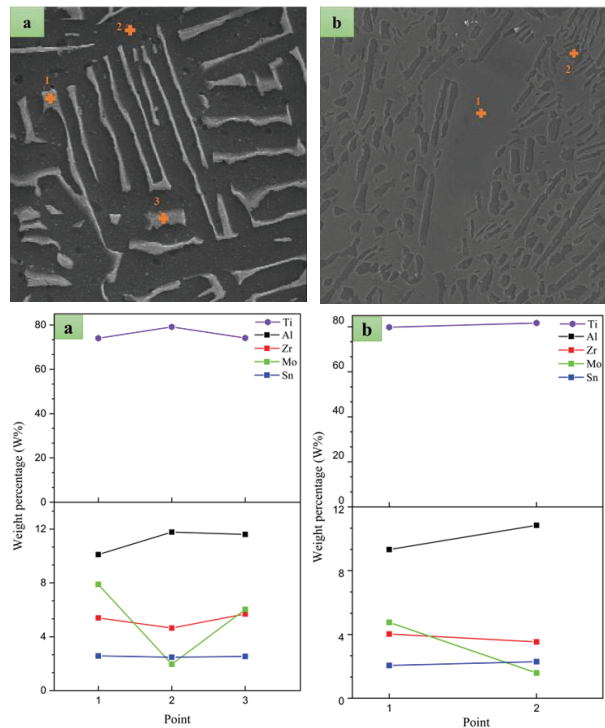 a
2
1
3
b
1
2
a
Ti
Al
Zr
Mo
Sn
80
60
40
20
0
12
8
4
0
1 2 3
Point
Weight percentage (W%)
b
Ti
Al
Zr
Mo
Sn
80
60
40
20
0
12
8
4
0
1 2
Point
Weight percentage (W%)